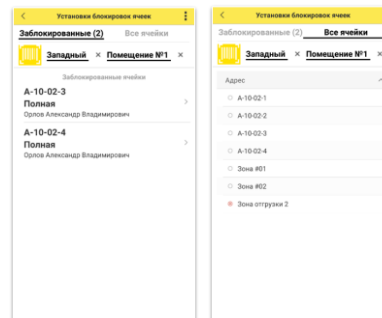 Установки блокировок ячеек
Заблокированные (2) Все ячейки
Западный × Помещение №1 ×
Заблокированные ячейки
А-10-02-3
Полная
Орлов Александр Владимирович
А-10-02-4
Полная
Орлов Александр Владимирович
Установки блокировок ячеек
Заблокированные (2) Все ячейки
Западный × Помещение №1 ×
Адрес
А-10-02-1
А-10-02-2
А-10-02-3
А-10-02-4
Зона #01
Зона #02
Зона отгрузки 2